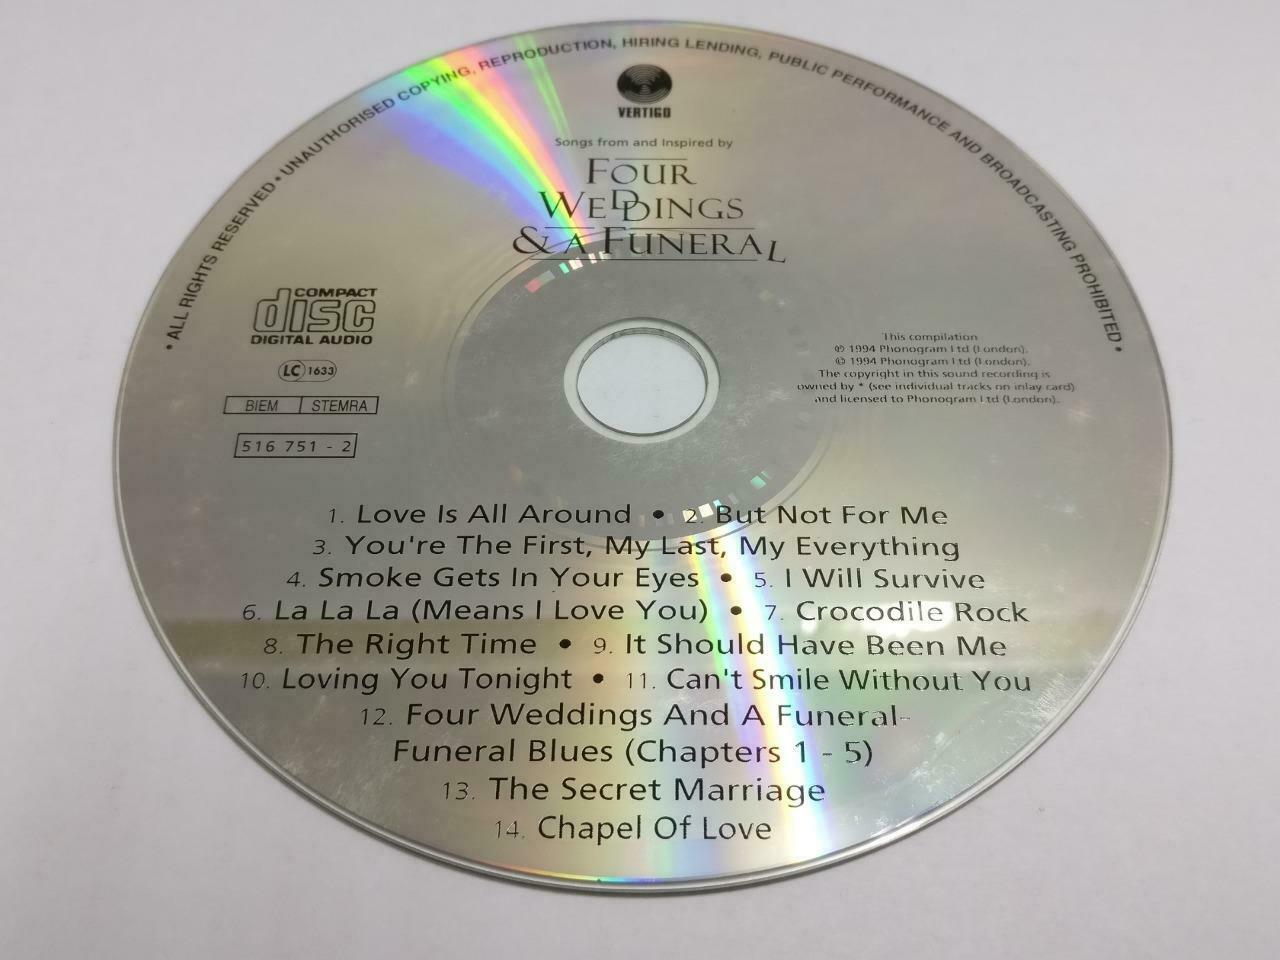 • ALL RIGHTS RESERVED • UNAUTHORISED COPYING, REPRODUCTION, HIRING LENDING, PUBLIC PERFORMANCE AND BROADCASTING PROHIBITED •
VERTIGO
Songs from and Inspired by
FOUR
WEDDINGS
& A FUNERAL
COMPACT
disc
DIGITAL AUDIO
LC 1633
BIEM STEMRA
516 751 - 2
This compilation
℗ 1994 Phonogram Ltd (London).
© 1994 Phonogram Ltd (London).
The copyright in this sound recording is
owned by * (see individual tracks on inlay card)
and licensed to Phonogram Ltd (London).
1. Love Is All Around • 2. But Not For Me
3. You're The First, My Last, My Everything
4. Smoke Gets In Your Eyes • 5. I Will Survive
6. La La La (Means I Love You) • 7. Crocodile Rock
8. The Right Time • 9. It Should Have Been Me
10. Loving You Tonight • 11. Can't Smile Without You
12. Four Weddings And A Funeral-
Funeral Blues (Chapters 1 - 5)
13. The Secret Marriage
14. Chapel Of Love